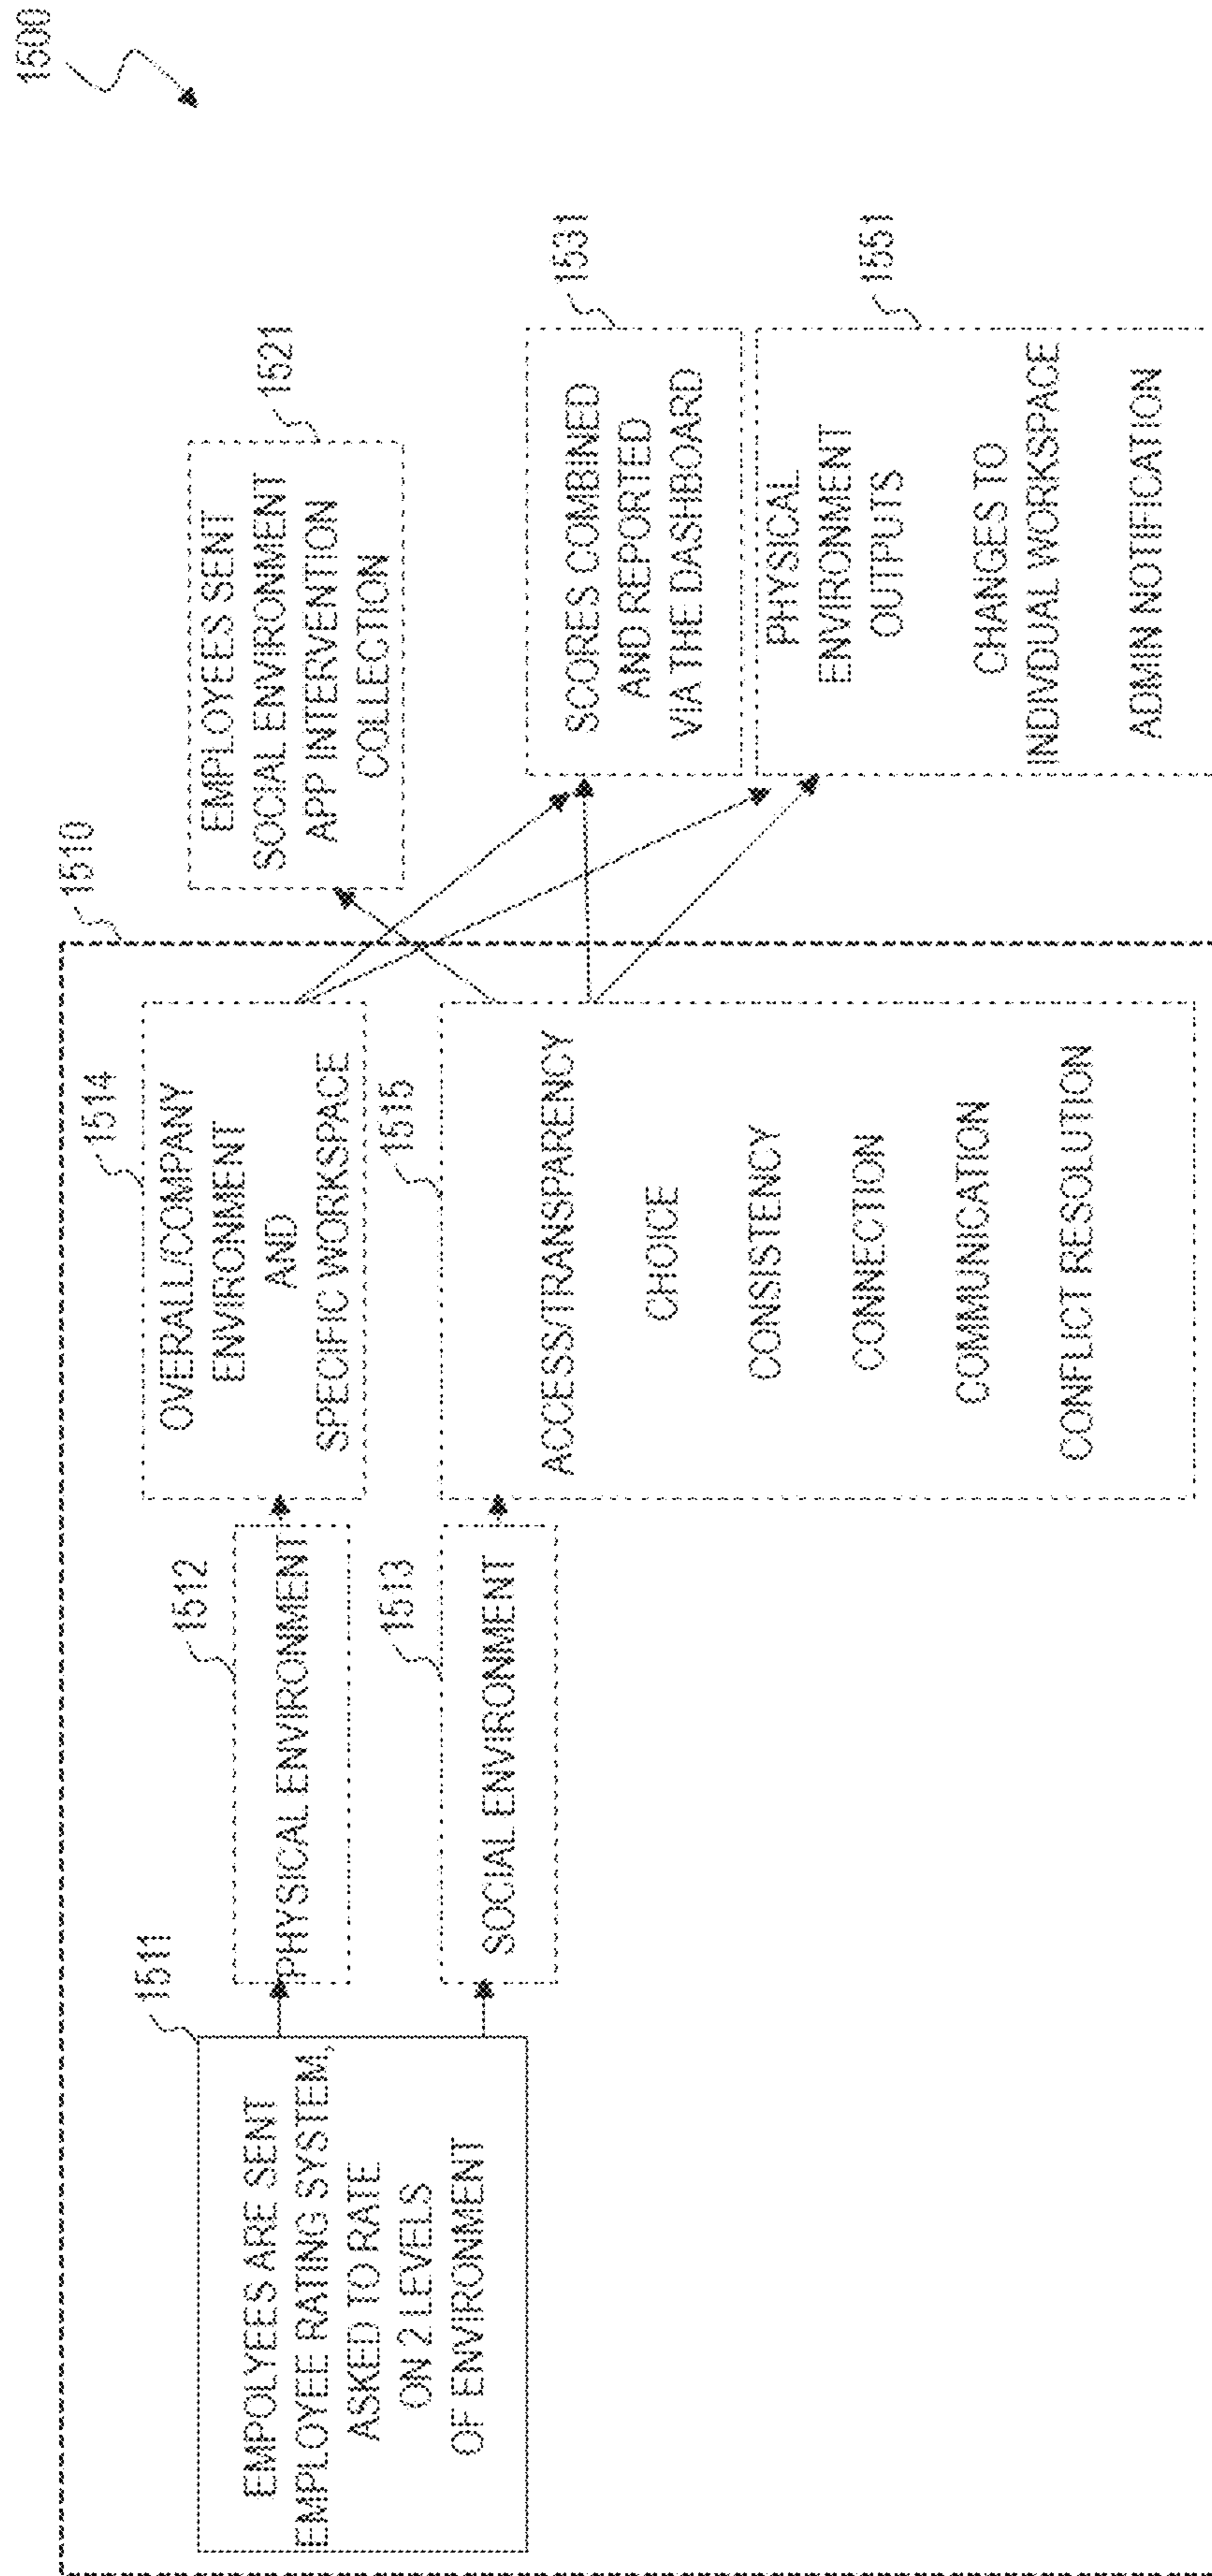 1500
1510
1511
EMPOLYEES ARE SENT
EMPLOYEE RATING SYSTEM,
ASKED TO RATE
ON 2 LEVELS
OF ENVIRONMENT
1512
PHYSICAL ENVIRONMENT
1513
SOCIAL ENVIRONMENT
1514
OVERALL/COMPANY
ENVIRONMENT
AND
SPECIFIC WORKSPACE
1515
ACCESS/TRANSPARENCY
CHOICE
CONSISTENCY
CONNECTION
COMMUNICATION
CONFLICT RESOLUTION
1521
EMPLOYEES SENT
SOCIAL ENVIRONMENT
APP INTERVENTION
COLLECTION
1531
SCORES COMBINED
AND REPORTED
VIA THE DASHBOARD
1551
PHYSICAL
ENVIRONMENT
OUTPUTS
CHANGES TO
INDIVIDUAL WORKSPACE
ADMIN NOTIFICATION